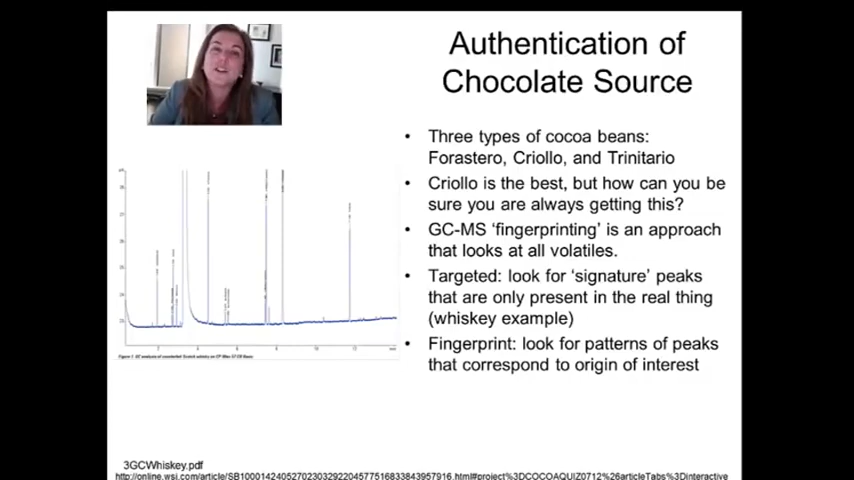 Authentication of
Chocolate Source
• Three types of cocoa beans:
Forastero, Criollo, and Trinitario
• Criollo is the best, but how can you be
sure you are always getting this?
• GC-MS ‘fingerprinting’ is an approach
that looks at all volatiles.
• Targeted: look for ‘signature’ peaks
that are only present in the real thing
(whiskey example)
• Fingerprint: look for patterns of peaks
that correspond to origin of interest
3GCWhiskey.pdf